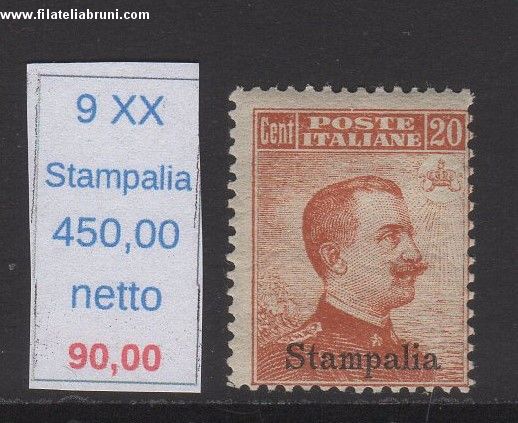 www.filateliabruni.com
9 XX
Stampalia
450,00
netto
90,00
POSTE
Cent ITALIANE 20
Stampalia